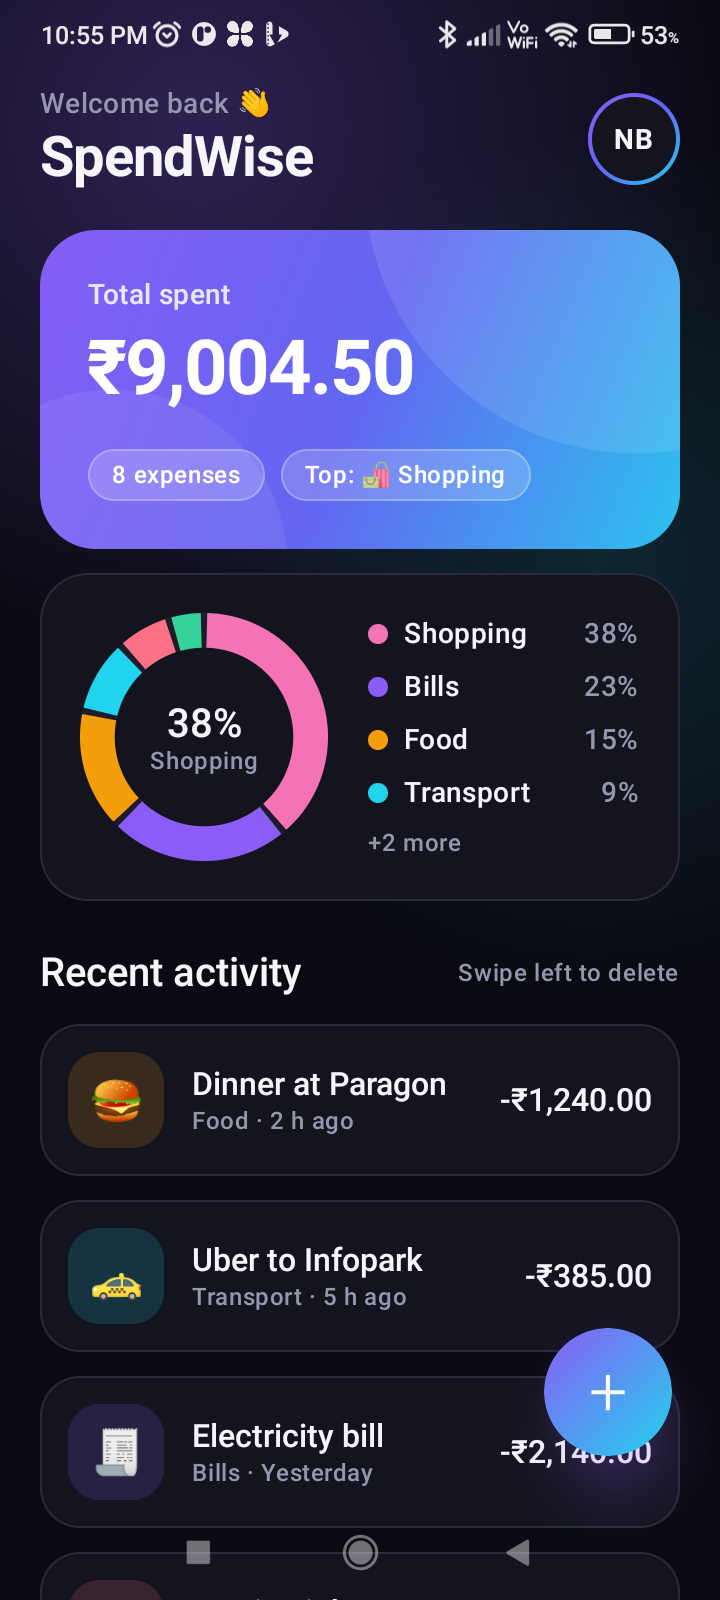 10:55 PM
Vo WiFi
53%
Welcome back 👋
SpendWise
NB
Total spent
₹9,004.50
8 expenses
Top: 🛍️ Shopping
38%
Shopping
Shopping 38%
Bills 23%
Food 15%
Transport 9%
+2 more
Recent activity
Swipe left to delete
Dinner at Paragon
Food · 2 h ago
-₹1,240.00
Uber to Infopark
Transport · 5 h ago
-₹385.00
Electricity bill
Bills · Yesterday